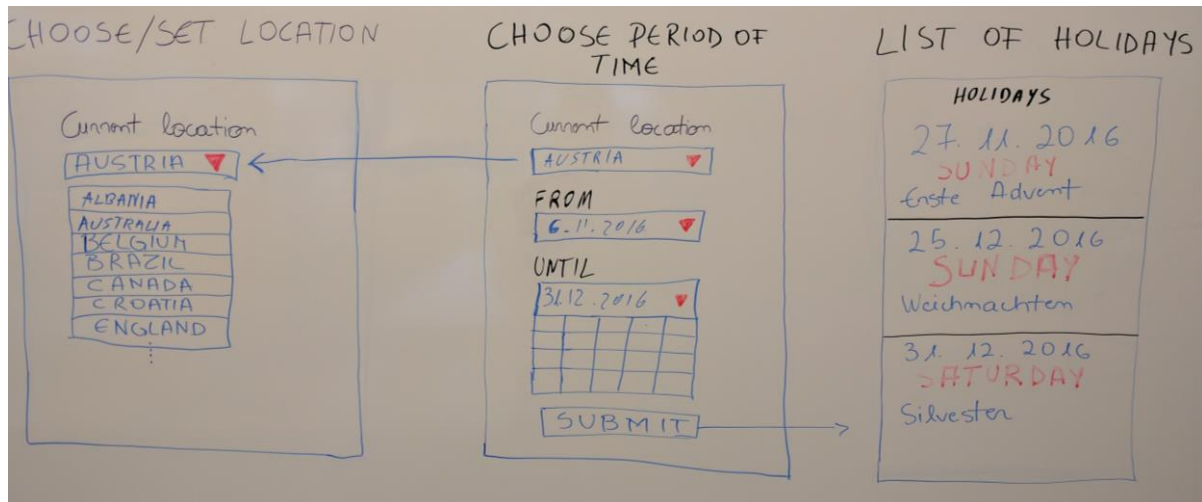 CHOOSE/SET LOCATION
Current location
AUSTRIA
ALBANIA
AUSTRALIA
BELGIUM
BRAZIL
CANADA
CROATIA
ENGLAND
CHOOSE PERIOD OF
TIME
Current location
AUSTRIA
FROM
6.11.2016
UNTIL
31.12.2016
SUBMIT
LIST OF HOLIDAYS
HOLIDAYS
27.11.2016
SUNDAY
Erste Advent
25.12.2016
SUNDAY
Weichnachten
31.12.2016
SATURDAY
Silvester